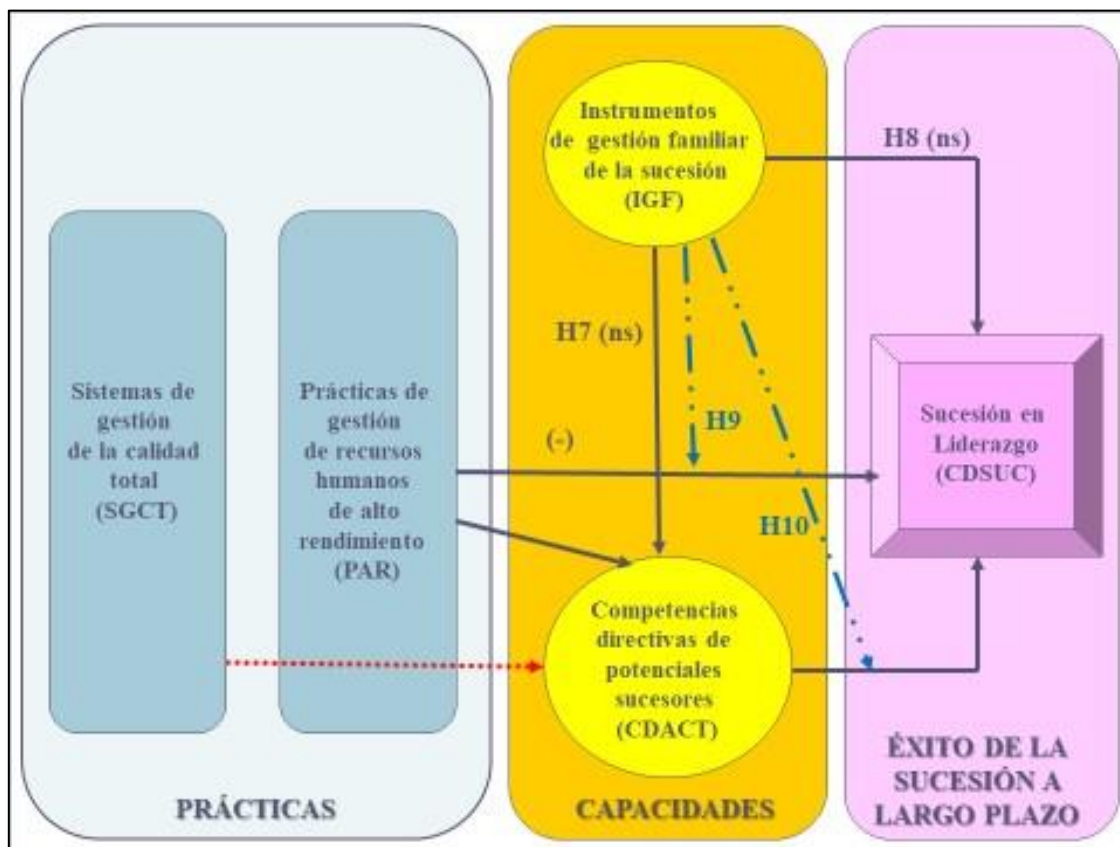 Instrumentos
de gestión familiar
de la sucesión
(IGF)
H8 (ns)
H7 (ns)
Sistemas de
gestión
de la calidad
total
(SGCT)
Prácticas de
gestión
de recursos
humanos
de alto
rendimiento
(PAR)
(-)
H9
H10
Sucesión en
Liderazgo
(CDSUC)
Competencias
directivas de
potenciales
sucesores
(CDACT)
PRÁCTICAS
CAPACIDADES
ÉXITO DE LA
SUCESIÓN A
LARGO PLAZO